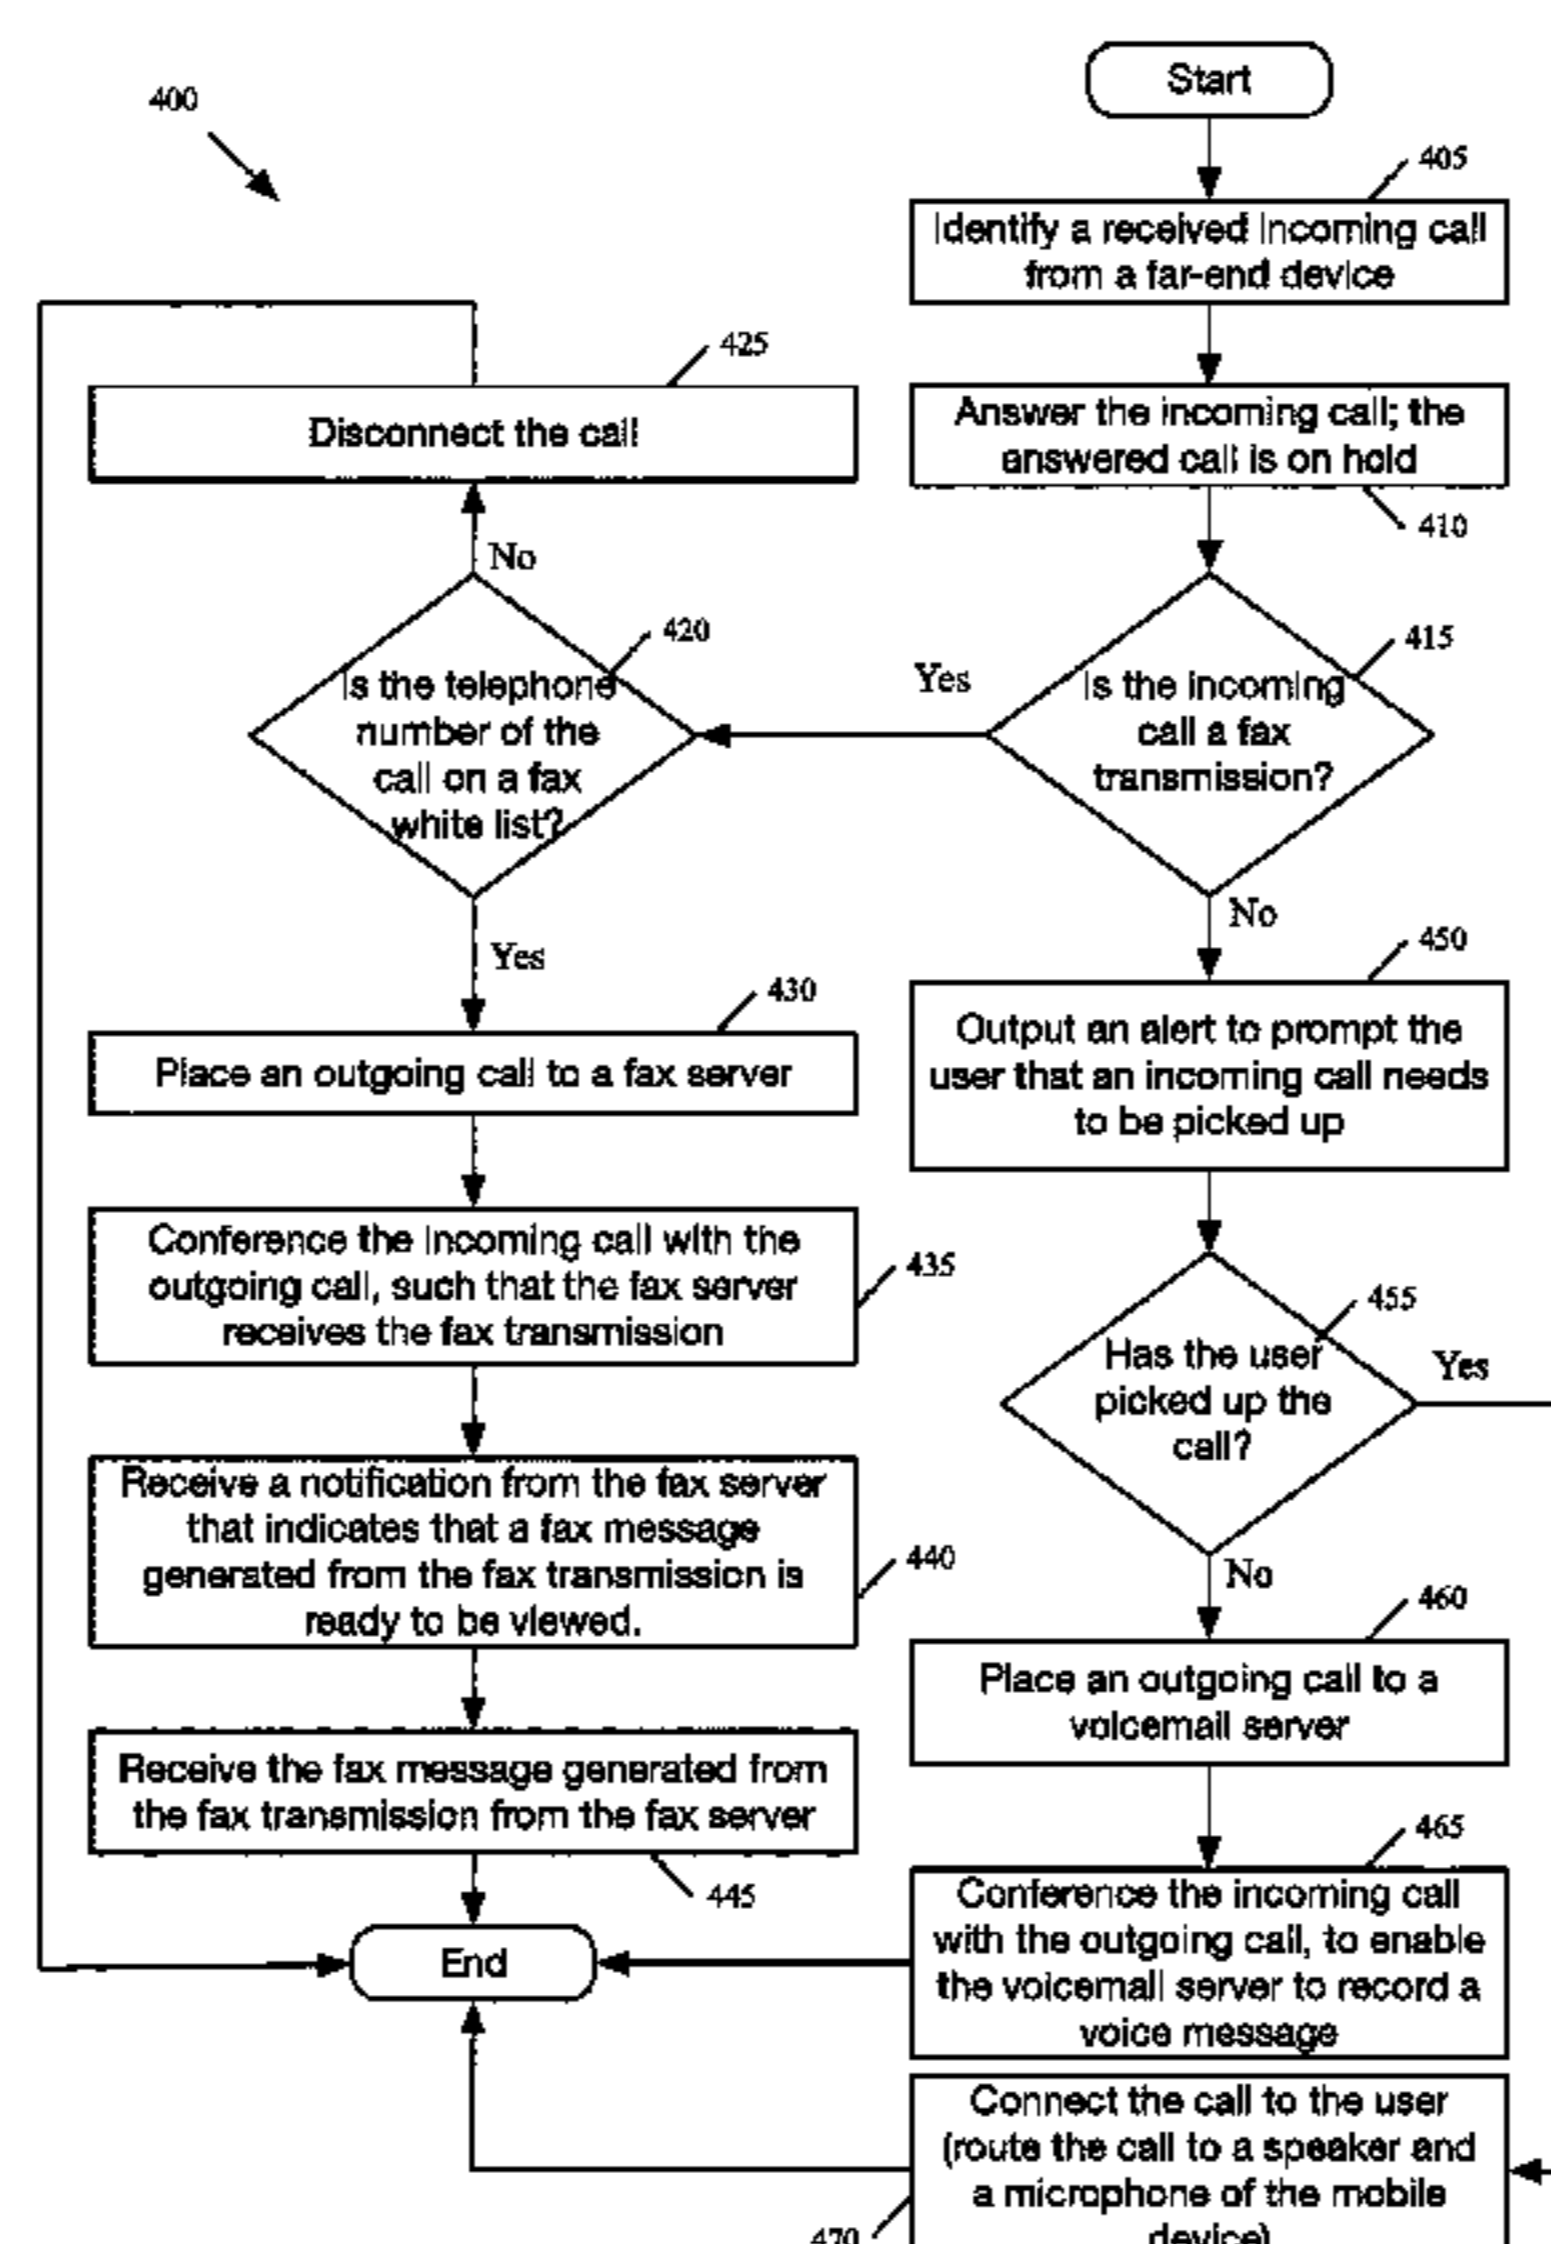 Start
400
405
Identify a received incoming call
from a far-end device
425
Disconnect the call
Answer the incoming call; the
answered call is on hold
410
No
420
Is the telephone
number of the
call on a fax
white list?
Yes
415
Is the incoming
call a fax
transmission?
No
Yes
430
Place an outgoing call to a fax server
450
Output an alert to prompt the
user that an incoming call needs
to be picked up
Conference the incoming call with the
outgoing call, such that the fax server
receives the fax transmission
435
455
Has the user
picked up the
call?
Yes
No
Receive a notification from the fax server
that indicates that a fax message
generated from the fax transmission is
ready to be viewed.
440
460
Place an outgoing call to a
voicemail server
Receive the fax message generated from
the fax transmission from the fax server
445
465
Conference the incoming call
with the outgoing call, to enable
the voicemail server to record a
voice message
End
Connect the call to the user
(route the call to a speaker and
a microphone of the mobile
device)
470